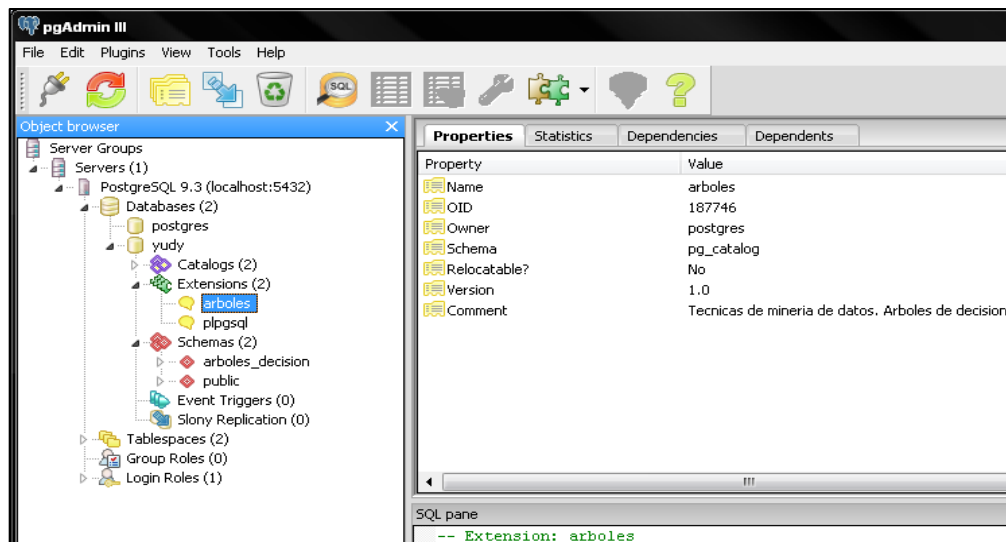 pgAdmin III
File Edit Plugins View Tools Help
SQL
Object browser
Server Groups
Servers (1)
PostgreSQL 9.3 (localhost:5432)
Databases (2)
postgres
yudy
Catalogs (2)
Extensions (2)
arboles
plpgsql
Schemas (2)
arboles_decision
public
Event Triggers (0)
Slony Replication (0)
Tablespaces (2)
Group Roles (0)
Login Roles (1)
Properties Statistics Dependencies Dependents
Property Value
Name arboles
OID 187746
Owner postgres
Schema pg_catalog
Relocatable? No
Version 1.0
Comment Tecnicas de mineria de datos. Arboles de decision
SQL pane
-- Extension: arboles